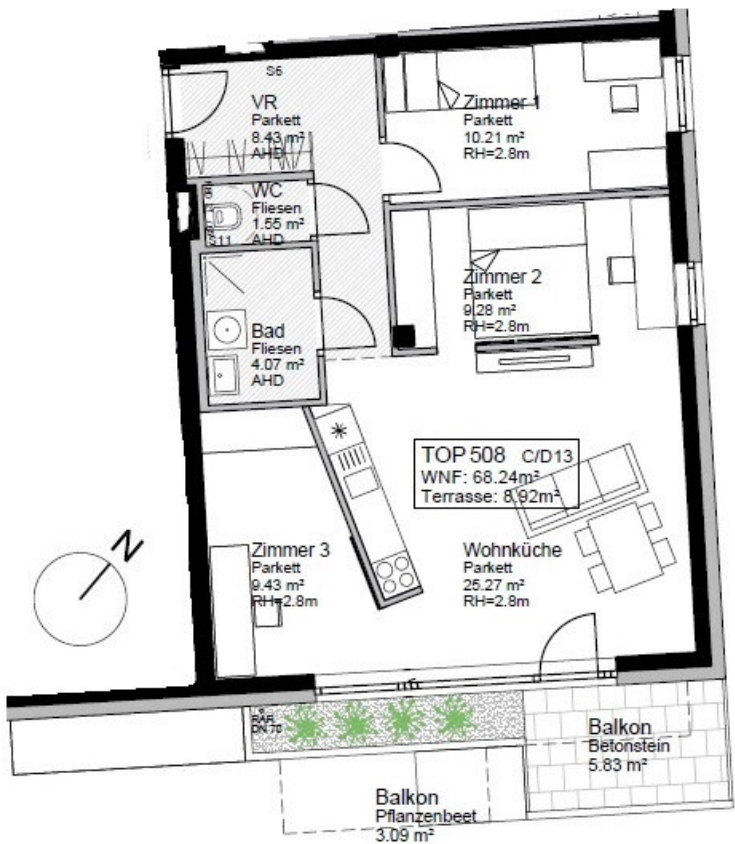 S6
VR
Parkett
8.43 m²
AHD
Zimmer 1
Parkett
10.21 m²
RH=2.8m
WC
Fliesen
1.55 m²
AHD
S11
Zimmer 2
Parkett
9.28 m²
RH=2.8m
Bad
Fliesen
4.07 m²
AHD
TOP 508 C/D13
WNF: 68.24m²
Terrasse: 8.92m²
N
Zimmer 3
Parkett
9.43 m²
RH=2.8m
Wohnküche
Parkett
25.27 m²
RH=2.8m
RAR
DN 70
Balkon
Betonstein
5.83 m²
Balkon
Pflanzenbeet
3.09 m²